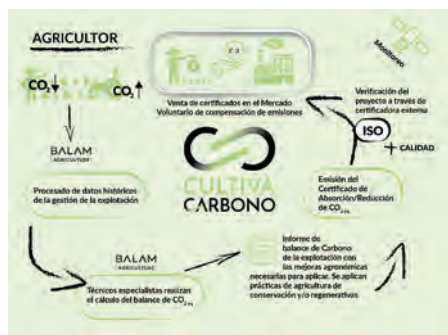 AGRICULTOR
CO₂
CO₂
Monitoreo
Venta de certificados en el Mercado
Voluntario de compensación de emisiones
Verificación del
proyecto a través de
certificadora externa
ISO
+ CALIDAD
BALAM
AGRICULTURE
CULTIVA
CARBONO
Procesado de datos históricos
de la gestión de la explotación
Emisión del
Certificado de
Absorción/Reducción
de CO₂
BALAM
AGRICULTURE
Técnicos especialistas realizan
el cálculo del balance de CO₂
Informe de
balance de Carbono
de la explotación con
las mejoras agronómicas
necesarias para aplicar. Se aplican
prácticas de agricultura de
conservación y/o regenerativas